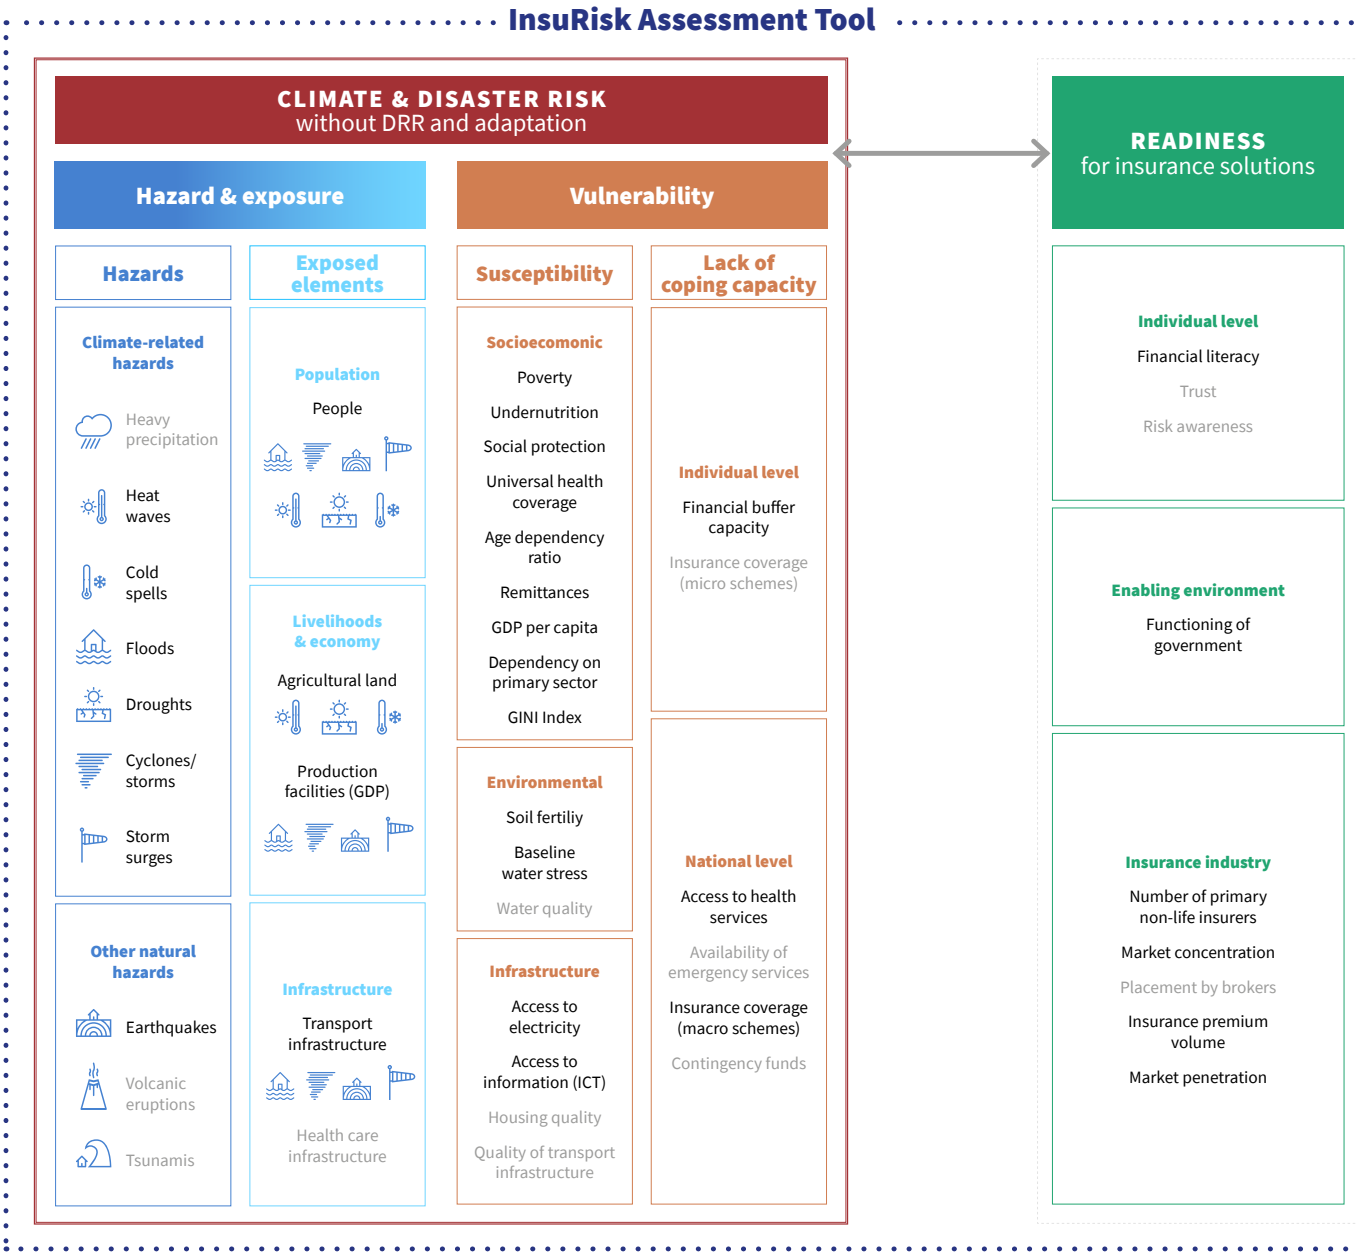 InsuRisk Assessment Tool
CLIMATE & DISASTER RISK
without DRR and adaptation
Hazard & exposure
Hazards
Climate-related
hazards
Heavy
precipitation
Heat
waves
Cold
spells
Floods
Droughts
Cyclones/
storms
Storm
surges
Other natural
hazards
Earthquakes
Volcanic
eruptions
Tsunamis
Exposed
elements
Population
People
Livelihoods
& economy
Agricultural land
Production
facilities (GDP)
Infrastructure
Transport
infrastructure
Health care
infrastructure
Vulnerability
Susceptibility
Socioecomonic
Poverty
Undernutrition
Social protection
Universal health
coverage
Age dependency
ratio
Remittances
GDP per capita
Dependency on
primary sector
GINI Index
Environmental
Soil fertiliy
Baseline
water stress
Water quality
Infrastructure
Access to
electricity
Access to
information (ICT)
Housing quality
Quality of transport
infrastructure
Lack of
coping capacity
Individual level
Financial buffer
capacity
Insurance coverage
(micro schemes)
National level
Access to health
services
Availability of
emergency services
Insurance coverage
(macro schemes)
Contingency funds
READINESS
for insurance solutions
Individual level
Financial literacy
Trust
Risk awareness
Enabling environment
Functioning of
government
Insurance industry
Number of primary
non-life insurers
Market concentration
Placement by brokers
Insurance premium
volume
Market penetration